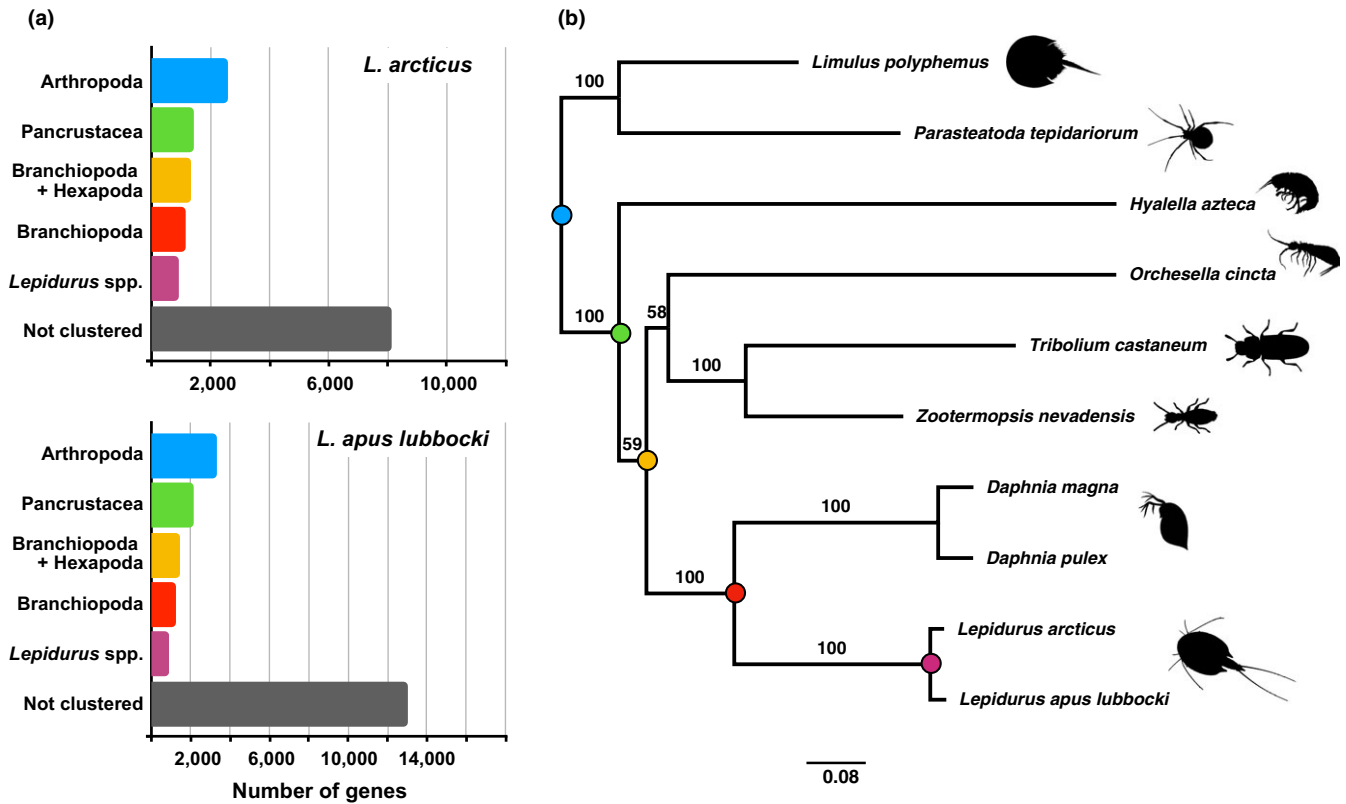 (a)
L. arcticus
Arthropoda
Pancrustacea
Branchiopoda
+ Hexapoda
Branchiopoda
Lepidurus spp.
Not clustered
2,000
6,000
10,000
L. apus lubbocki
Arthropoda
Pancrustacea
Branchiopoda
+ Hexapoda
Branchiopoda
Lepidurus spp.
Not clustered
2,000
6,000
10,000
14,000
Number of genes
(b)
100
Limulus polyphemus
Parasteatoda tepidariorum
Hyalella azteca
Orchesella cincta
100
58
Tribolium castaneum
100
Zootermopsis nevadensis
59
Daphnia magna
100
Daphnia pulex
100
Lepidurus arcticus
100
Lepidurus apus lubbocki
0.08